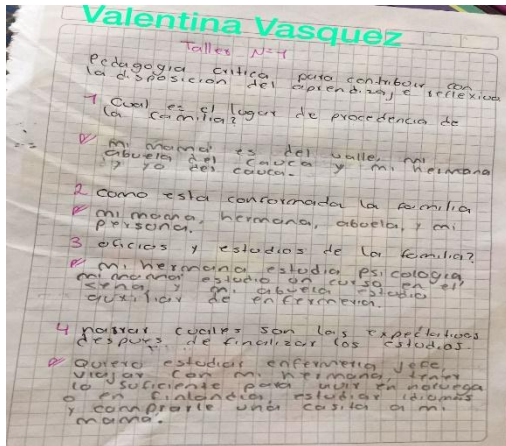 Valentina Vasquez
Taller N=1
Pedagogia critica para contribuir con
la disposicion del aprendizaje reflexiva
1 Cual es el lugar de procedencia de
la familia?
mi mamá es del valle, mi
abuela del cauca y mi hermana
y yo del cauca.
2 como esta conformada la familia
mi mamá, hermana, abuela, y mi
persona.
3 oficios y estudios de la familia?
mi hermana estudia psicologia,
mi mamá estudio un curso en el
sena, y mi abuela estudio
auxiliar de enfermeria.
4 narrar cuales son las expectativas
despues de finalizar los estudios.
Quiero estudiar enfermeria jefe,
viajar con mi hermana, tener
lo suficiente para vivir en noruega
o en finlandia, estudiar idiomas
y comprarle una casita a mi
mamá.